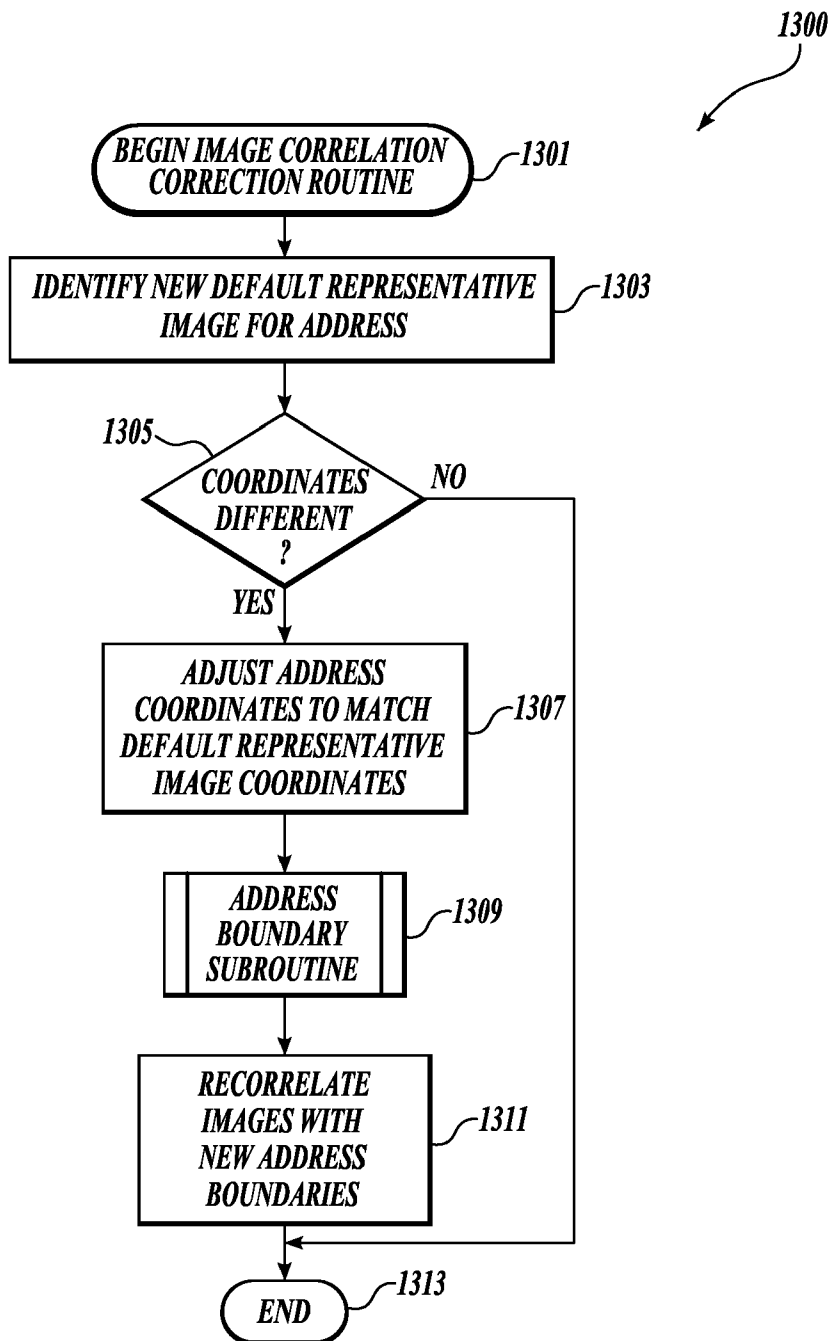 1300
BEGIN IMAGE CORRELATION
CORRECTION ROUTINE
1301
IDENTIFY NEW DEFAULT REPRESENTATIVE
IMAGE FOR ADDRESS
1303
1305
COORDINATES
DIFFERENT
?
NO
YES
ADJUST ADDRESS
COORDINATES TO MATCH
DEFAULT REPRESENTATIVE
IMAGE COORDINATES
1307
ADDRESS
BOUNDARY
SUBROUTINE
1309
RECORRELATE
IMAGES WITH
NEW ADDRESS
BOUNDARIES
1311
END
1313